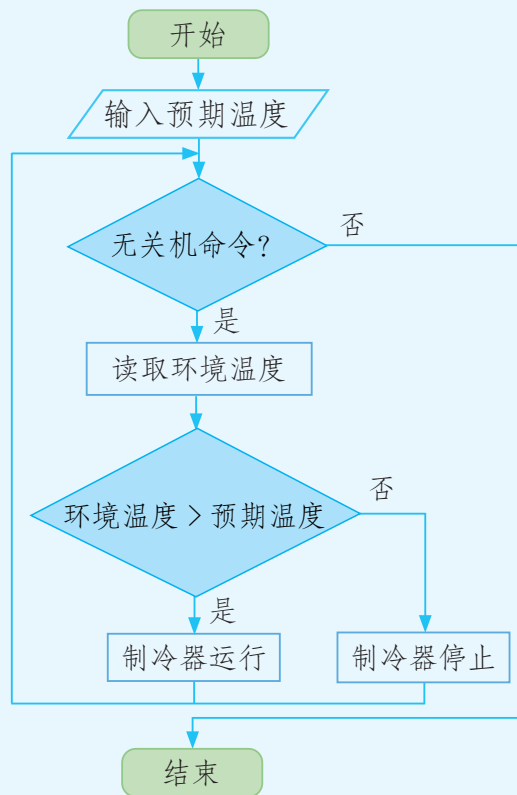 开始
输入预期温度
无关机命令?
否
是
读取环境温度
环境温度 > 预期温度
否
是
制冷器运行
制冷器停止
结束